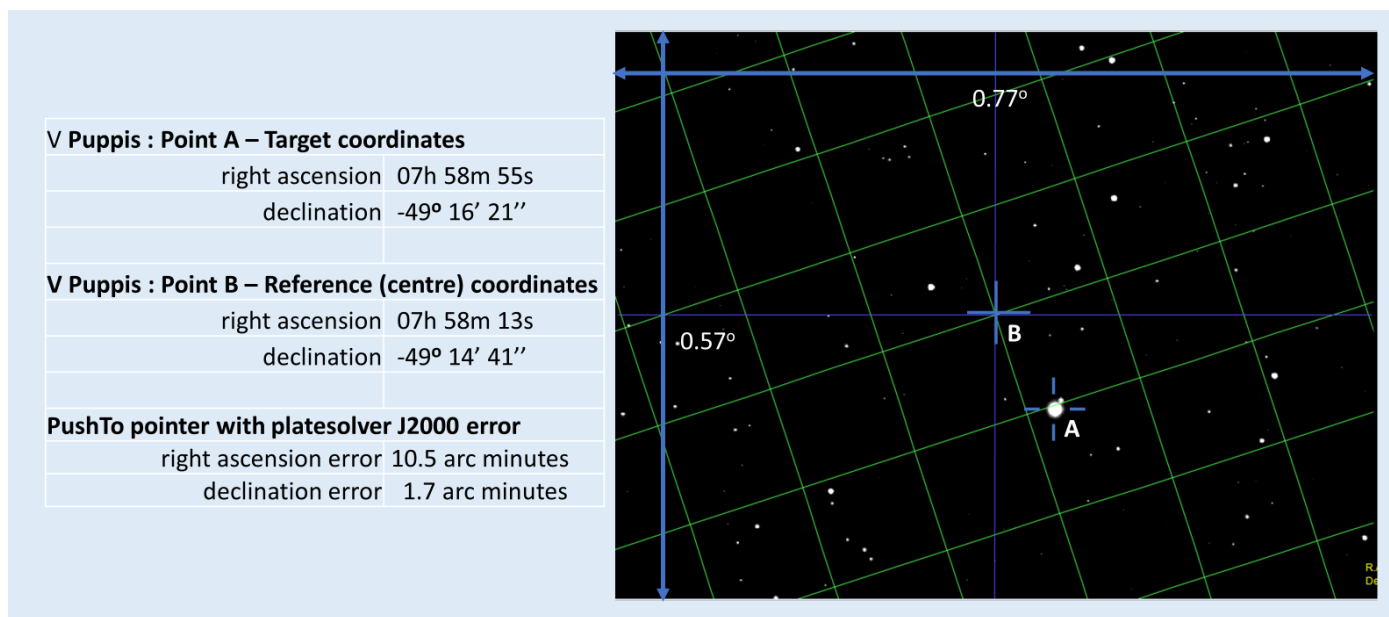 V Puppis : Point A – Target coordinates
right ascension 07h 58m 55s
declination -49º 16’ 21’’
V Puppis : Point B – Reference (centre) coordinates
right ascension 07h 58m 13s
declination -49º 14’ 41’’
PushTo pointer with platesolver J2000 error
right ascension error 10.5 arc minutes
declination error 1.7 arc minutes
0.77º
0.57º
B
A
R.
De